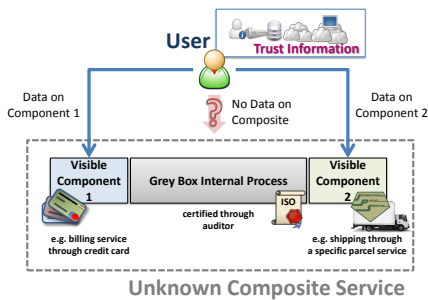 User
Trust Information
Data on
Component 1
No Data on
Composite
Data on
Component 2
Visible
Component
1
Grey Box Internal Process
ISO
Visible
Component
2
certified through
auditor
e.g. billing service
through credit card
e.g. shipping through
a specific parcel service
Unknown Composite Service